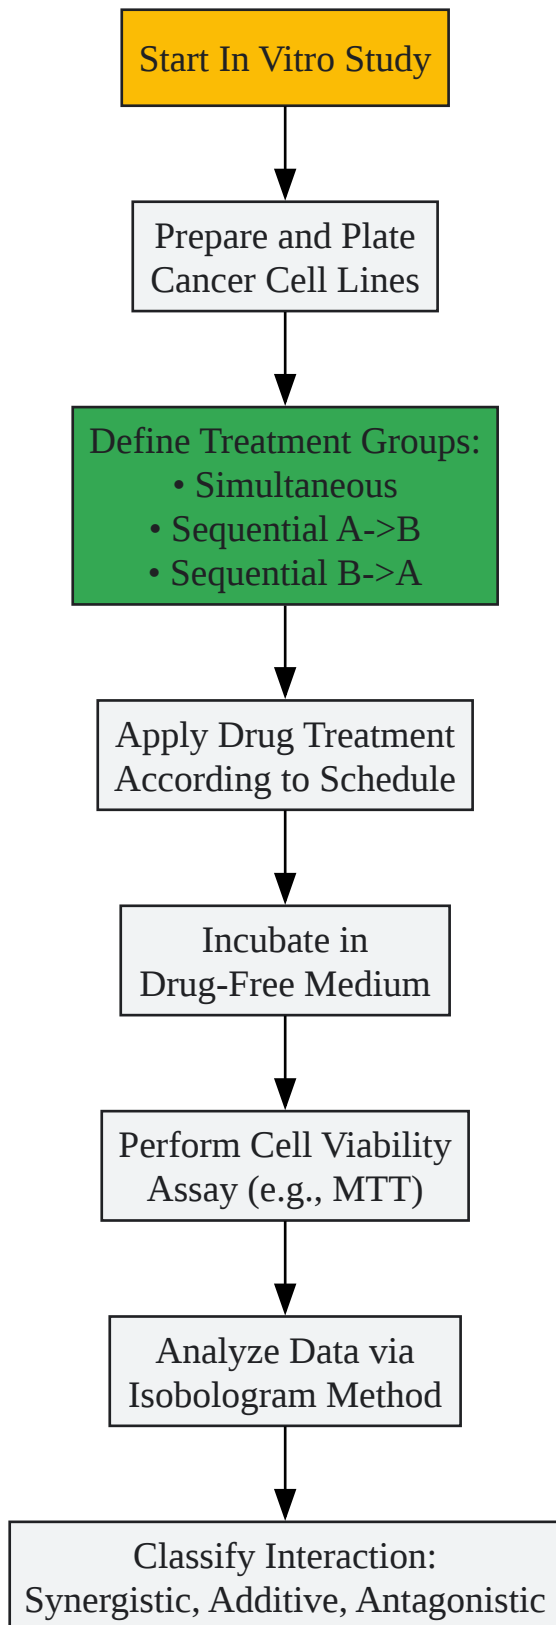 Start In Vitro Study
Prepare and Plate
Cancer Cell Lines
Define Treatment Groups:
• Simultaneous
• Sequential A->B
• Sequential B->A
Apply Drug Treatment
According to Schedule
Incubate in
Drug-Free Medium
Perform Cell Viability
Assay (e.g., MTT)
Analyze Data via
Isobologram Method
Classify Interaction:
Synergistic, Additive, Antagonistic